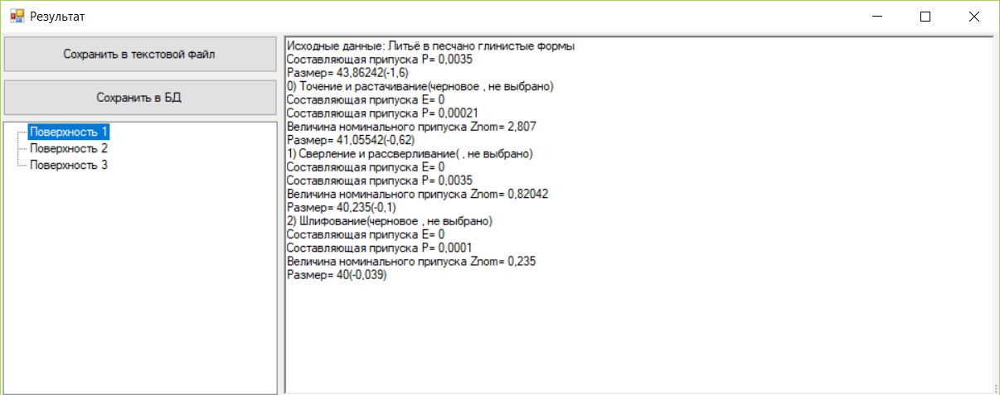 Результат
Сохранить в текстовой файл
Сохранить в БД
Поверхность 1
Поверхность 2
Поверхность 3
Исходные данные: Литьё в песчано глинистые формы
Составляющая припуска P= 0,0035
Размер= 43,86242(-1,6)
0) Точение и растачивание(черновое , не выбрано)
Составляющая припуска E= 0
Составляющая припуска P= 0,00021
Величина номинального припуска Znom= 2,807
Размер= 41,05542(-0,62)
1) Сверление и рассверливание( , не выбрано)
Составляющая припуска E= 0
Составляющая припуска P= 0,0035
Величина номинального припуска Znom= 0,82042
Размер= 40,235(-0,1)
2) Шлифование(черновое , не выбрано)
Составляющая припуска E= 0
Составляющая припуска P= 0,0001
Величина номинального припуска Znom= 0,235
Размер= 40(-0,039)